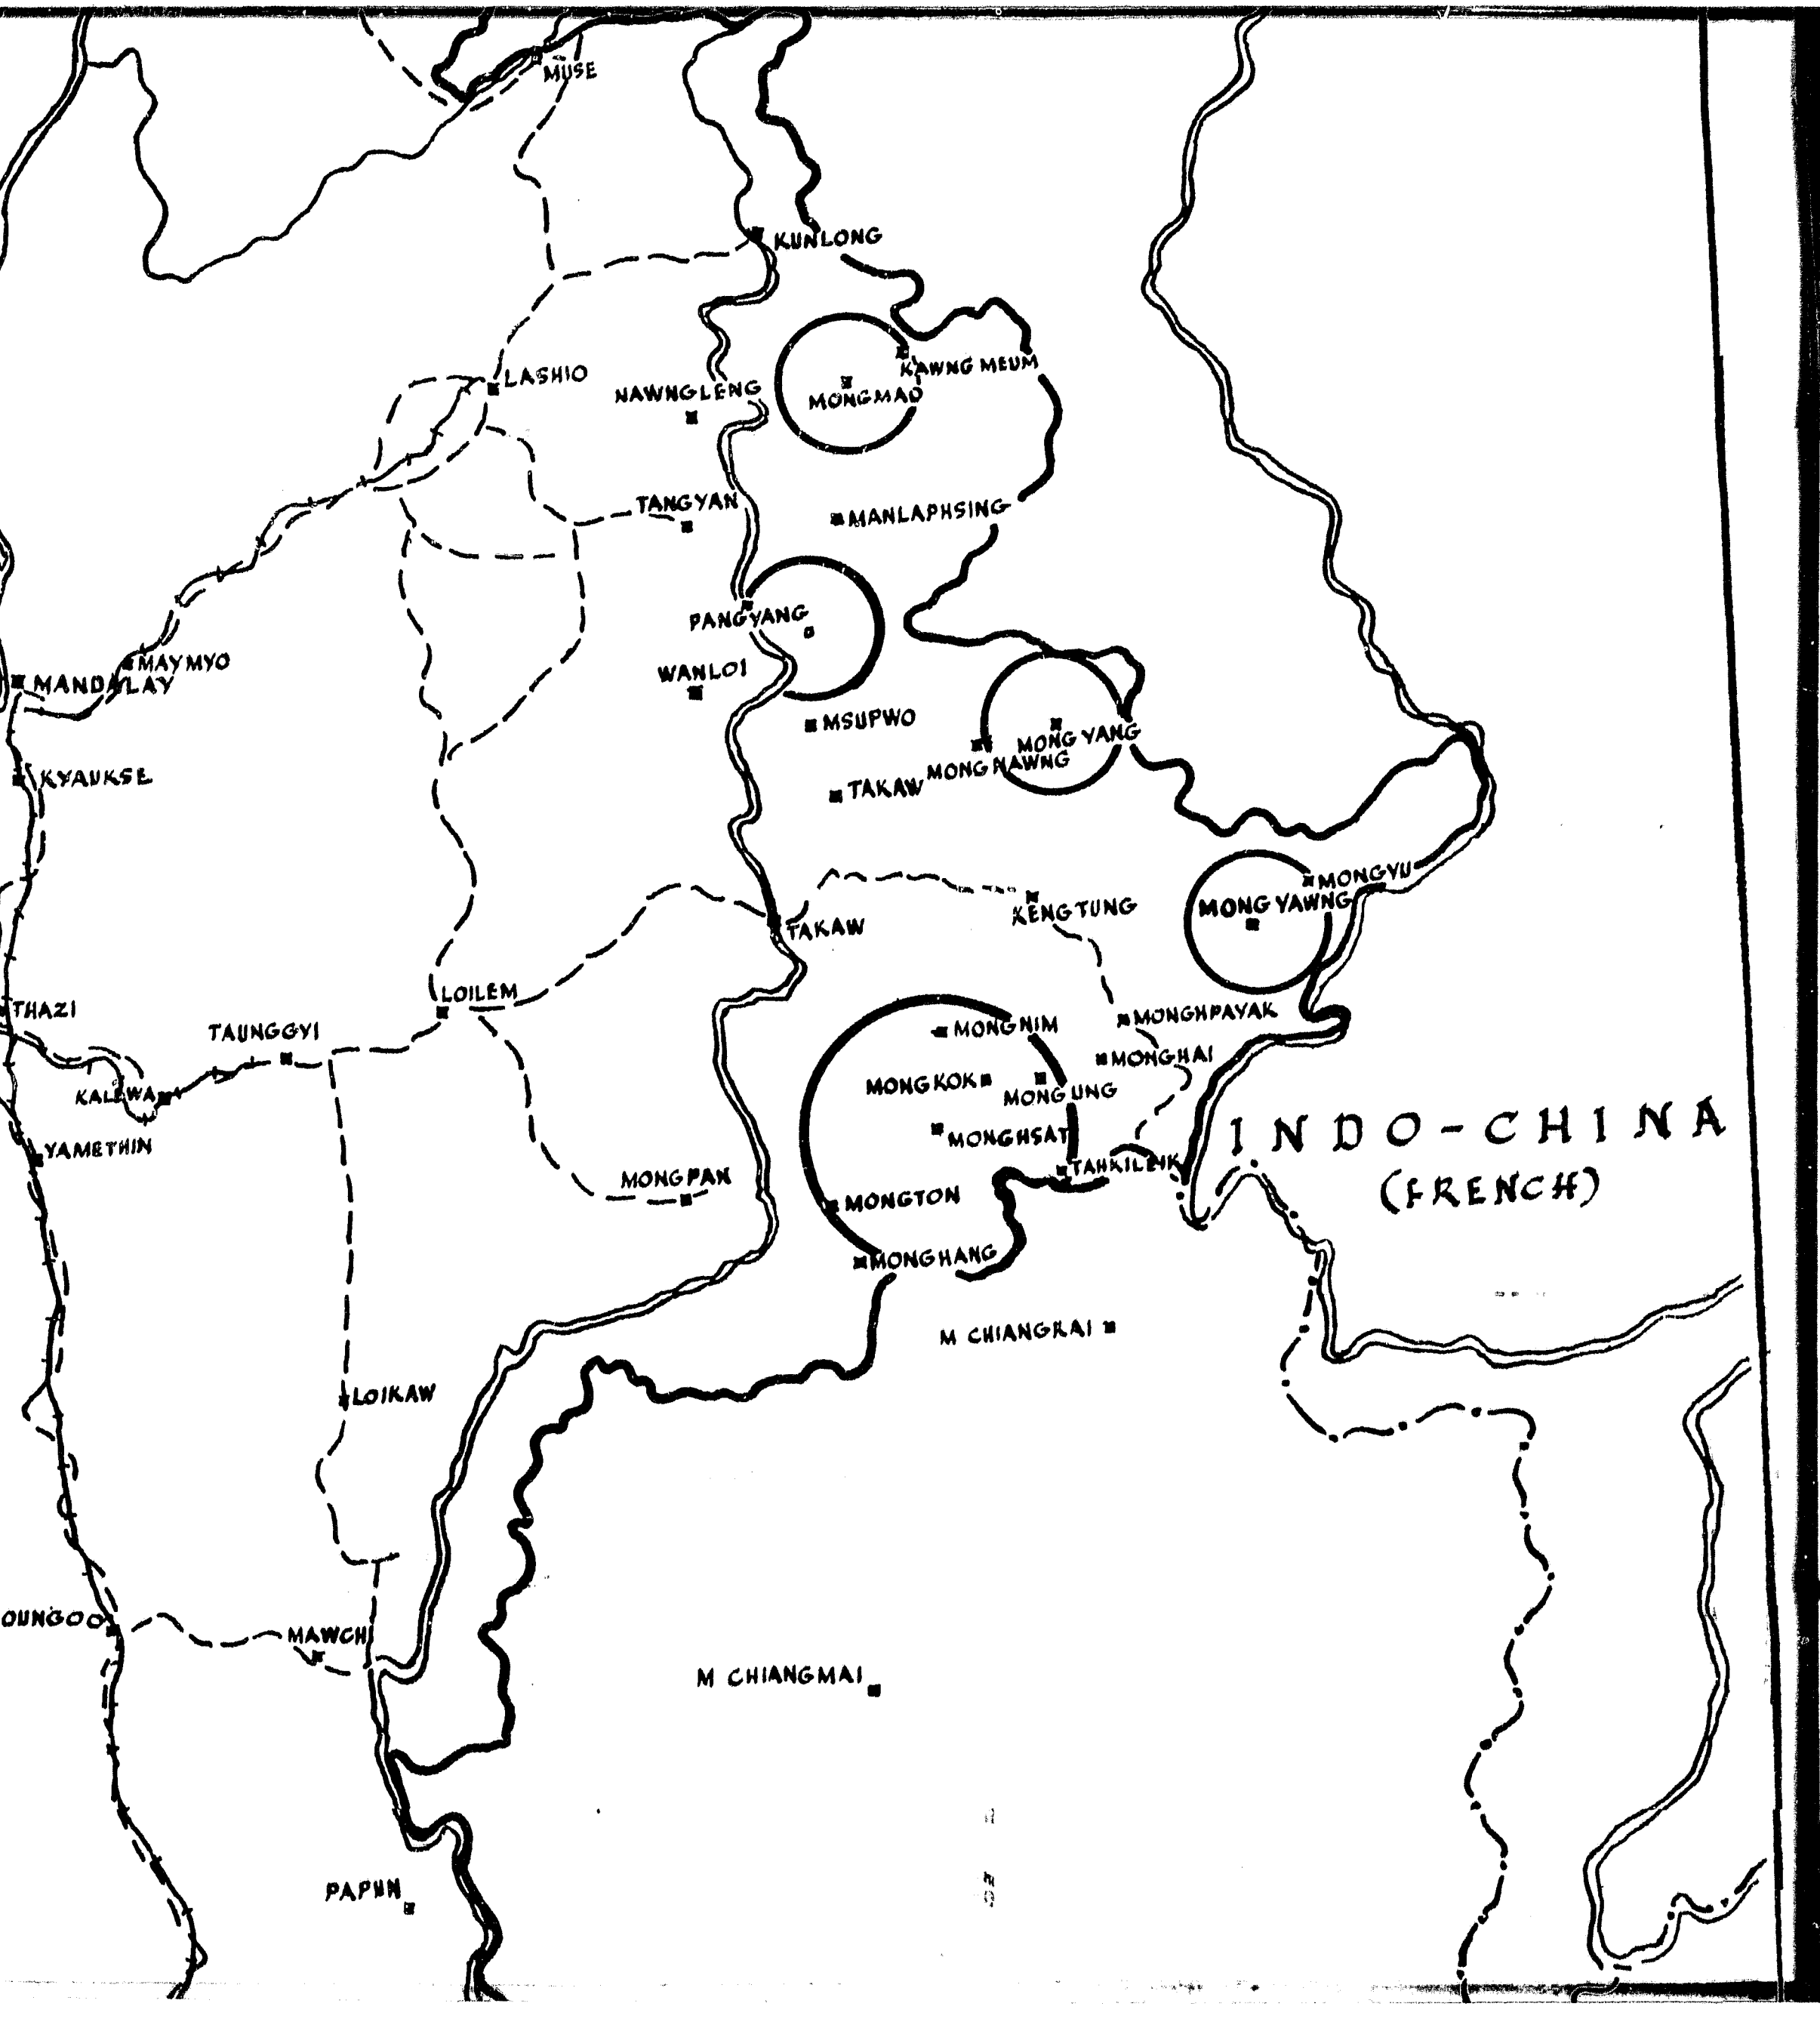 MUSE
KUNLONG
KAWNG MEUM
LASHIO
NAWNGLENG
MONGMAO
TANGYAN
MANLAPHSING
PANGYANG
MAYMYO
WANLOI
MANDALAY
MSUPWO
MONG YANG
MONG NAWNG
KYAUKSE
TAKAW
MONGYU
MONG YAWNG
KENGTUNG
TAKAW
LOILEM
THAZI
MONGNIM
MONGHPAYAK
TAUNGGYI
MONGHAI
MONGKOK
MONG UNG
KALEWA
INDO-CHINA
MONGHSAT
YAMETHIN
TAHKILEIK
MONGPAN
(FRENCH)
MONGTON
MONGHANG
M CHIANGRAI
LOIKAW
OUNGOO
MAWCH
M CHIANGMAI
PAPUN